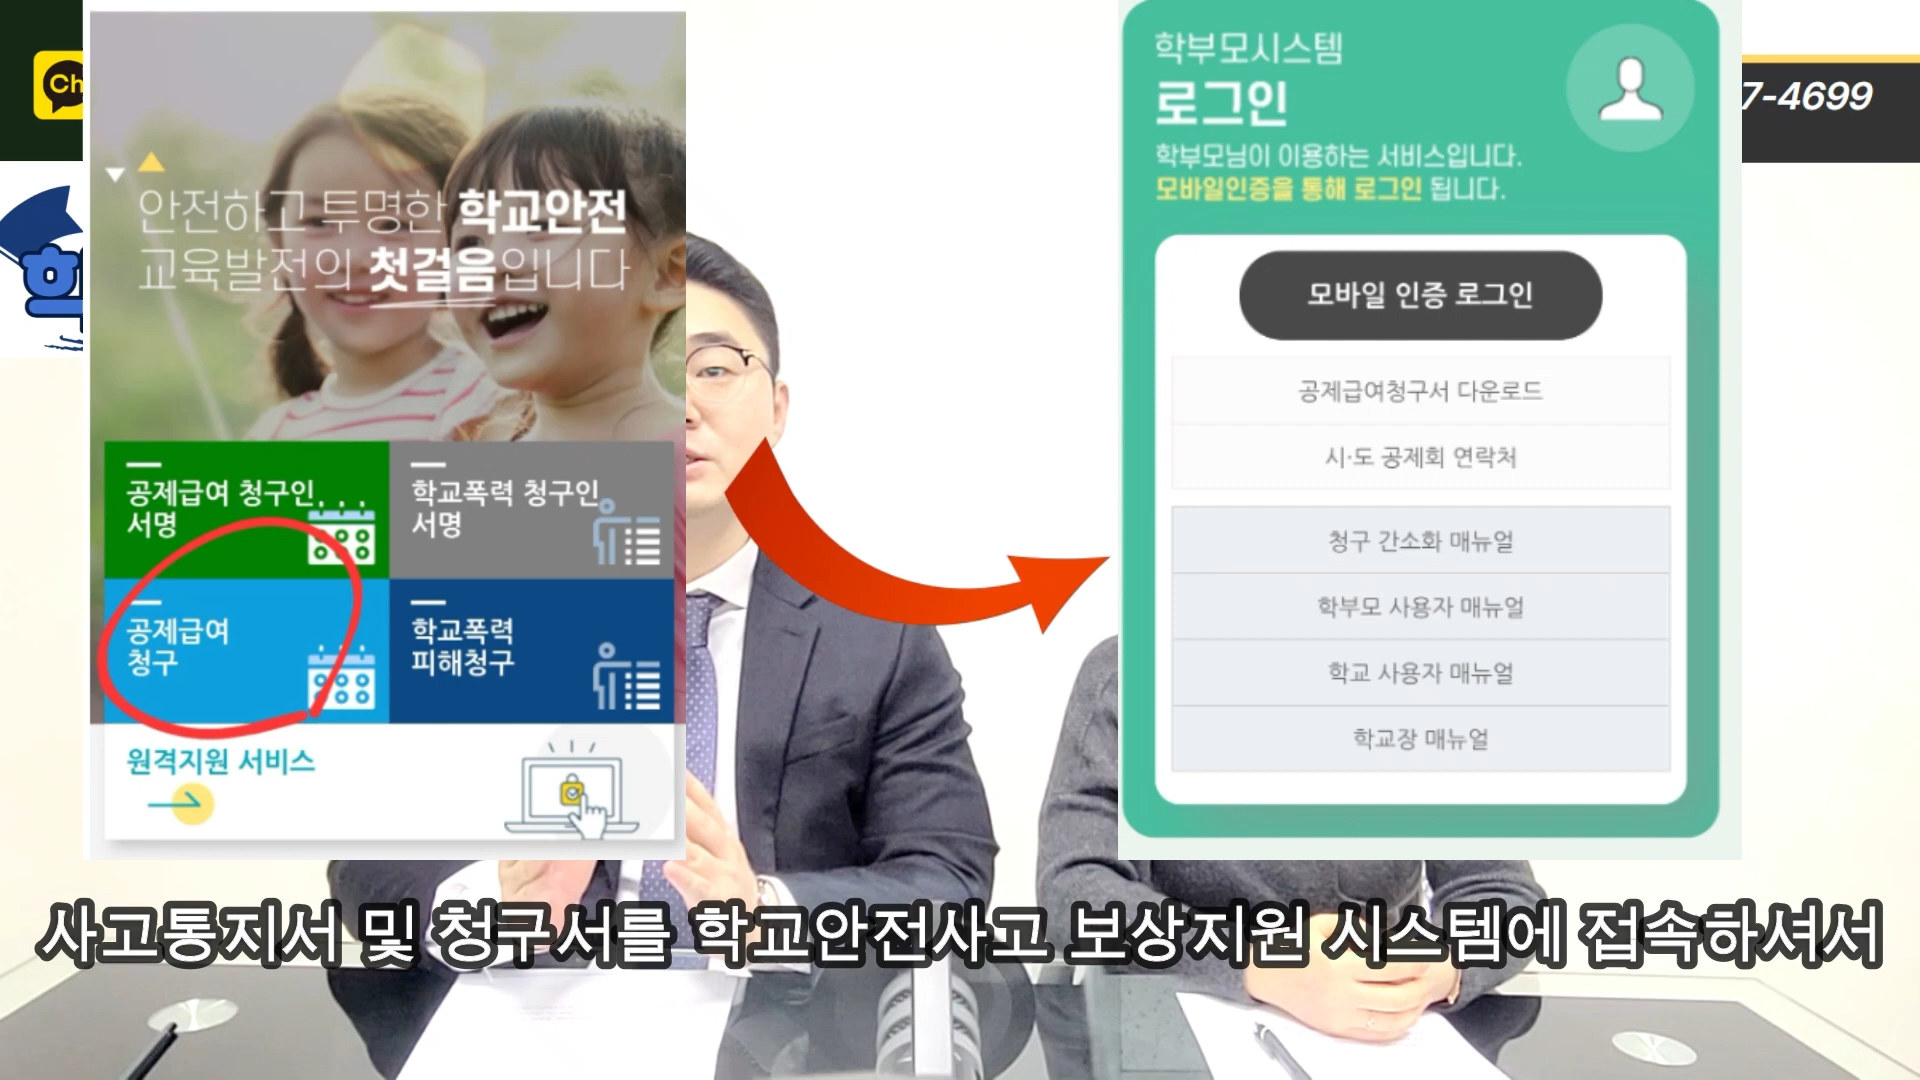 Ch
7-4699
안전하고 투명한 학교안전
교육발전의 첫걸음입니다
공제급여 청구인
서명
학교폭력 청구인
서명
공제급여
청구
학교폭력
피해청구
원격지원 서비스
학부모시스템
로그인
학부모님이 이용하는 서비스입니다.
모바일인증을 통해 로그인 됩니다.
모바일 인증 로그인
공제급여청구서 다운로드
시·도 공제회 연락처
청구 간소화 매뉴얼
학부모 사용자 매뉴얼
학교 사용자 매뉴얼
학교장 매뉴얼
사고통지서 및 청구서를 학교안전사고 보상지원 시스템에 접속하셔서